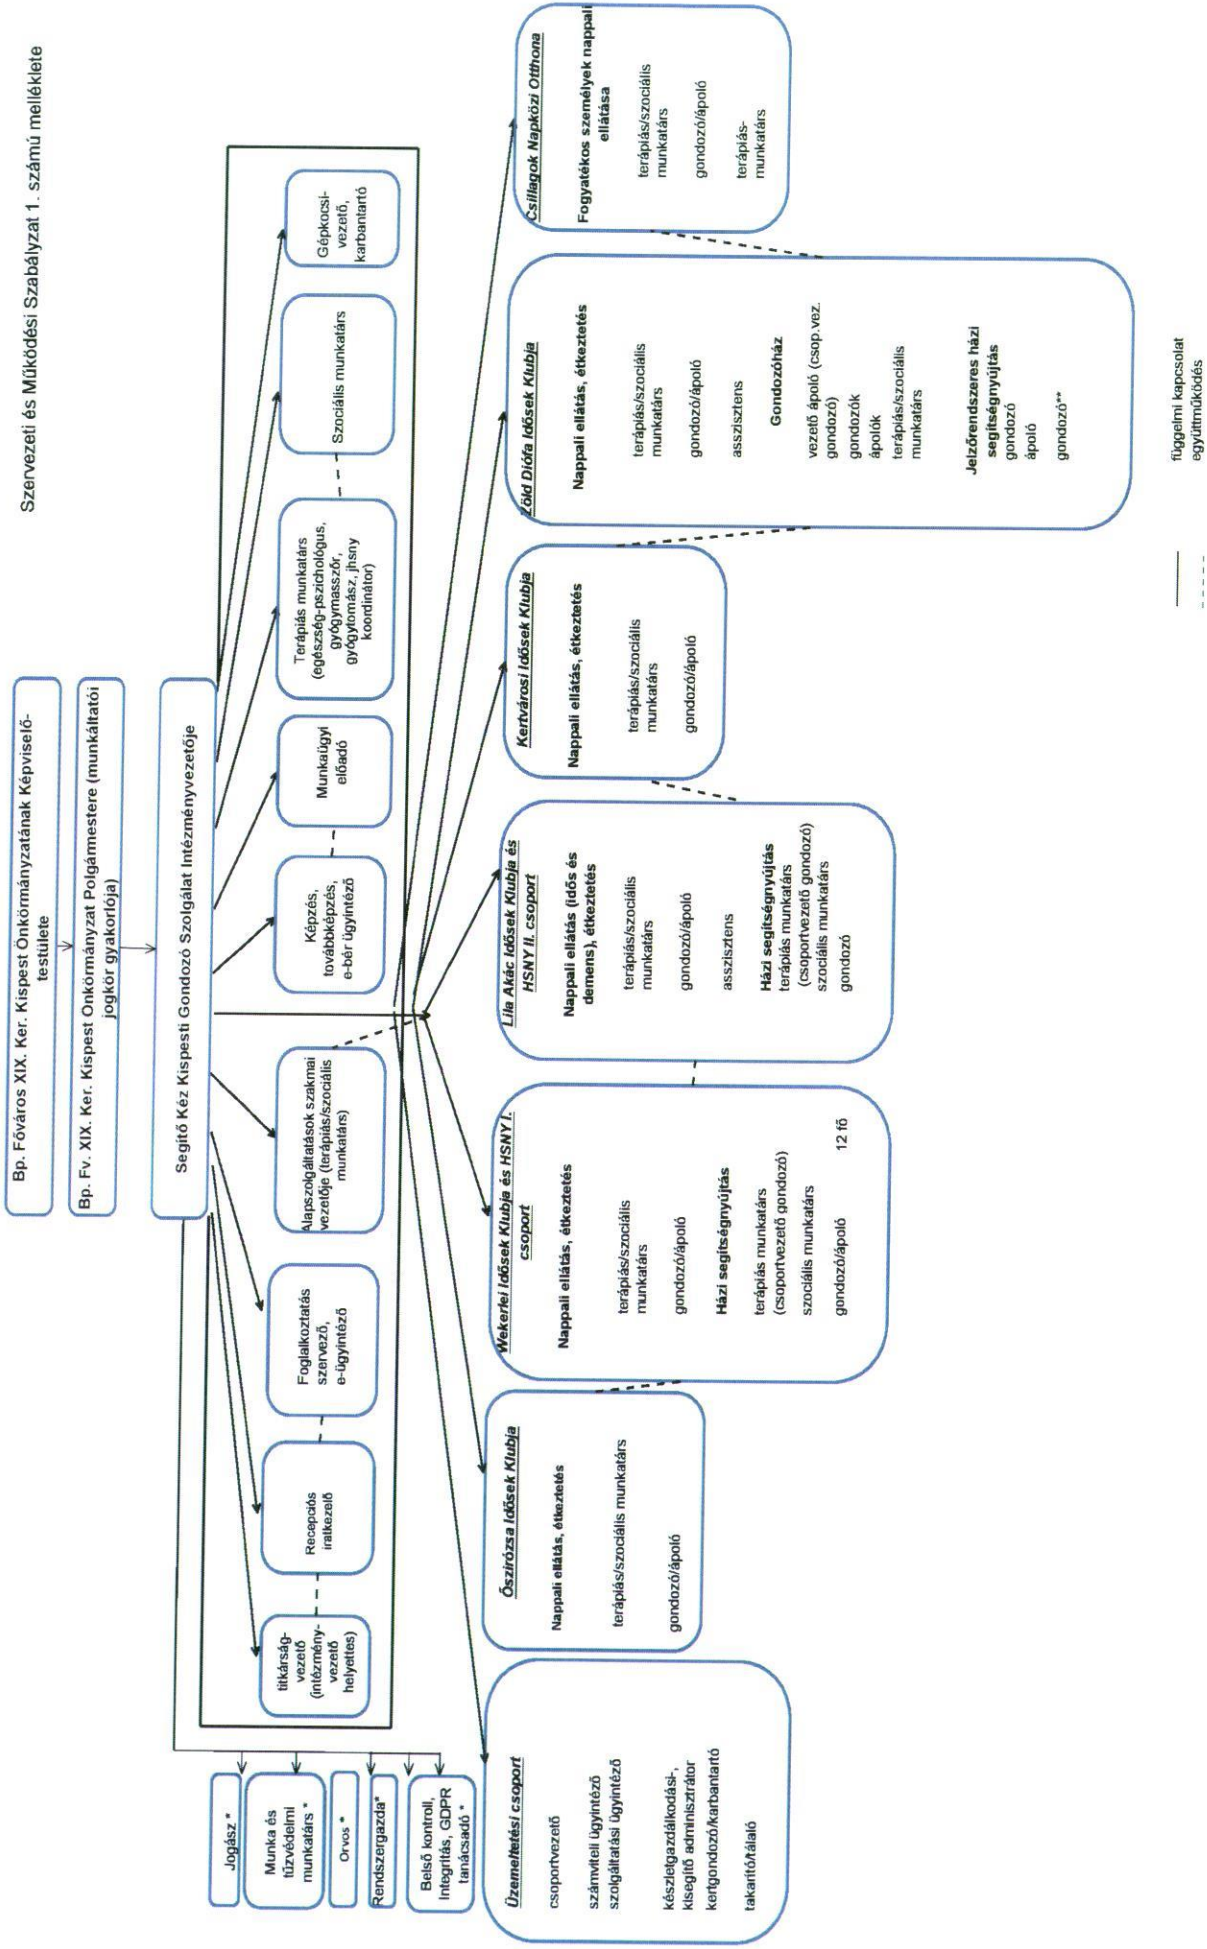 Szervezeti és Működési Szabályzat 1. számú melléklete
Bp. Főváros XIX. Ker. Kispest Önkormányzatának Képviselő-
testülete
Bp. Fv. XIX. Ker. Kispest Önkormányzat Polgármestere (munkáltatói
jogkör gyakorlója)
Segítő Kéz Kispesti Gondozó Szolgálat Intézményvezetője
Jogász *
Munka és
tűzvédelmi
munkatárs *
Orvos *
Rendszergazda*
Belső kontroll,
Integritás, GDPR
tanácsadó *
titkárság-
vezető
(intézmény-
vezető
helyettes)
Recepciós
iratkezelő
Foglalkoztatás
szervező,
e-ügyintéző
Alapszolgáltatások szakmai
vezetője (terápiás/szociális
munkatárs)
Képzés,
továbbképzés,
e-bér ügyintéző
Munkaügyi
előadó
Terápiás munkatárs
(egészség-pszichológus,
gyógymasszőr,
gyógytornász, jhsny
koordinátor)
Szociális munkatárs
Gépkocsi-
vezető,
karbantartó
Üzemeltetési csoport
csoportvezető
számviteli ügyintéző
szolgáltatási ügyintéző
készletgazdálkodási-,
kisegítő adminisztrátor
kertgondozó/karbantartó
takarító/tálaló
Őszirózsa Idősek Klubja
Nappali ellátás, étkeztetés
terápiás/szociális munkatárs
gondozó/ápoló
Wekerlei Idősek Klubja és HSNY I.
csoport
Nappali ellátás, étkeztetés
terápiás/szociális
munkatárs
gondozó/ápoló
Házi segítségnyújtás
terápiás munkatárs
(csoportvezető gondozó)
szociális munkatárs
gondozó/ápoló 12 fő
Lila Akác Idősek Klubja és
HSNY II. csoport
Nappali ellátás (idős és
demens), étkeztetés
terápiás/szociális
munkatárs
gondozó/ápoló
asszisztens
Házi segítségnyújtás
terápiás munkatárs
(csoportvezető gondozó)
szociális munkatárs
gondozó
Kertvárosi Idősek Klubja
Nappali ellátás, étkeztetés
terápiás/szociális
munkatárs
gondozó/ápoló
Zöld Diófa Idősek Klubja
Nappali ellátás, étkeztetés
terápiás/szociális
munkatárs
gondozó/ápoló
asszisztens
Gondozóház
vezető ápoló (csop.vez.
gondozó)
gondozók
ápolók
terápiás/szociális
munkatárs
Jelzőrendszeres házi
segítségnyújtás
gondozó
ápoló
gondozó**
Csillagok Napközi Otthona
Fogyatékos személyek nappali
ellátása
terápiás/szociális
munkatárs
gondozó/ápoló
terápiás-
munkatárs
függelmi kapcsolat
együttműködés